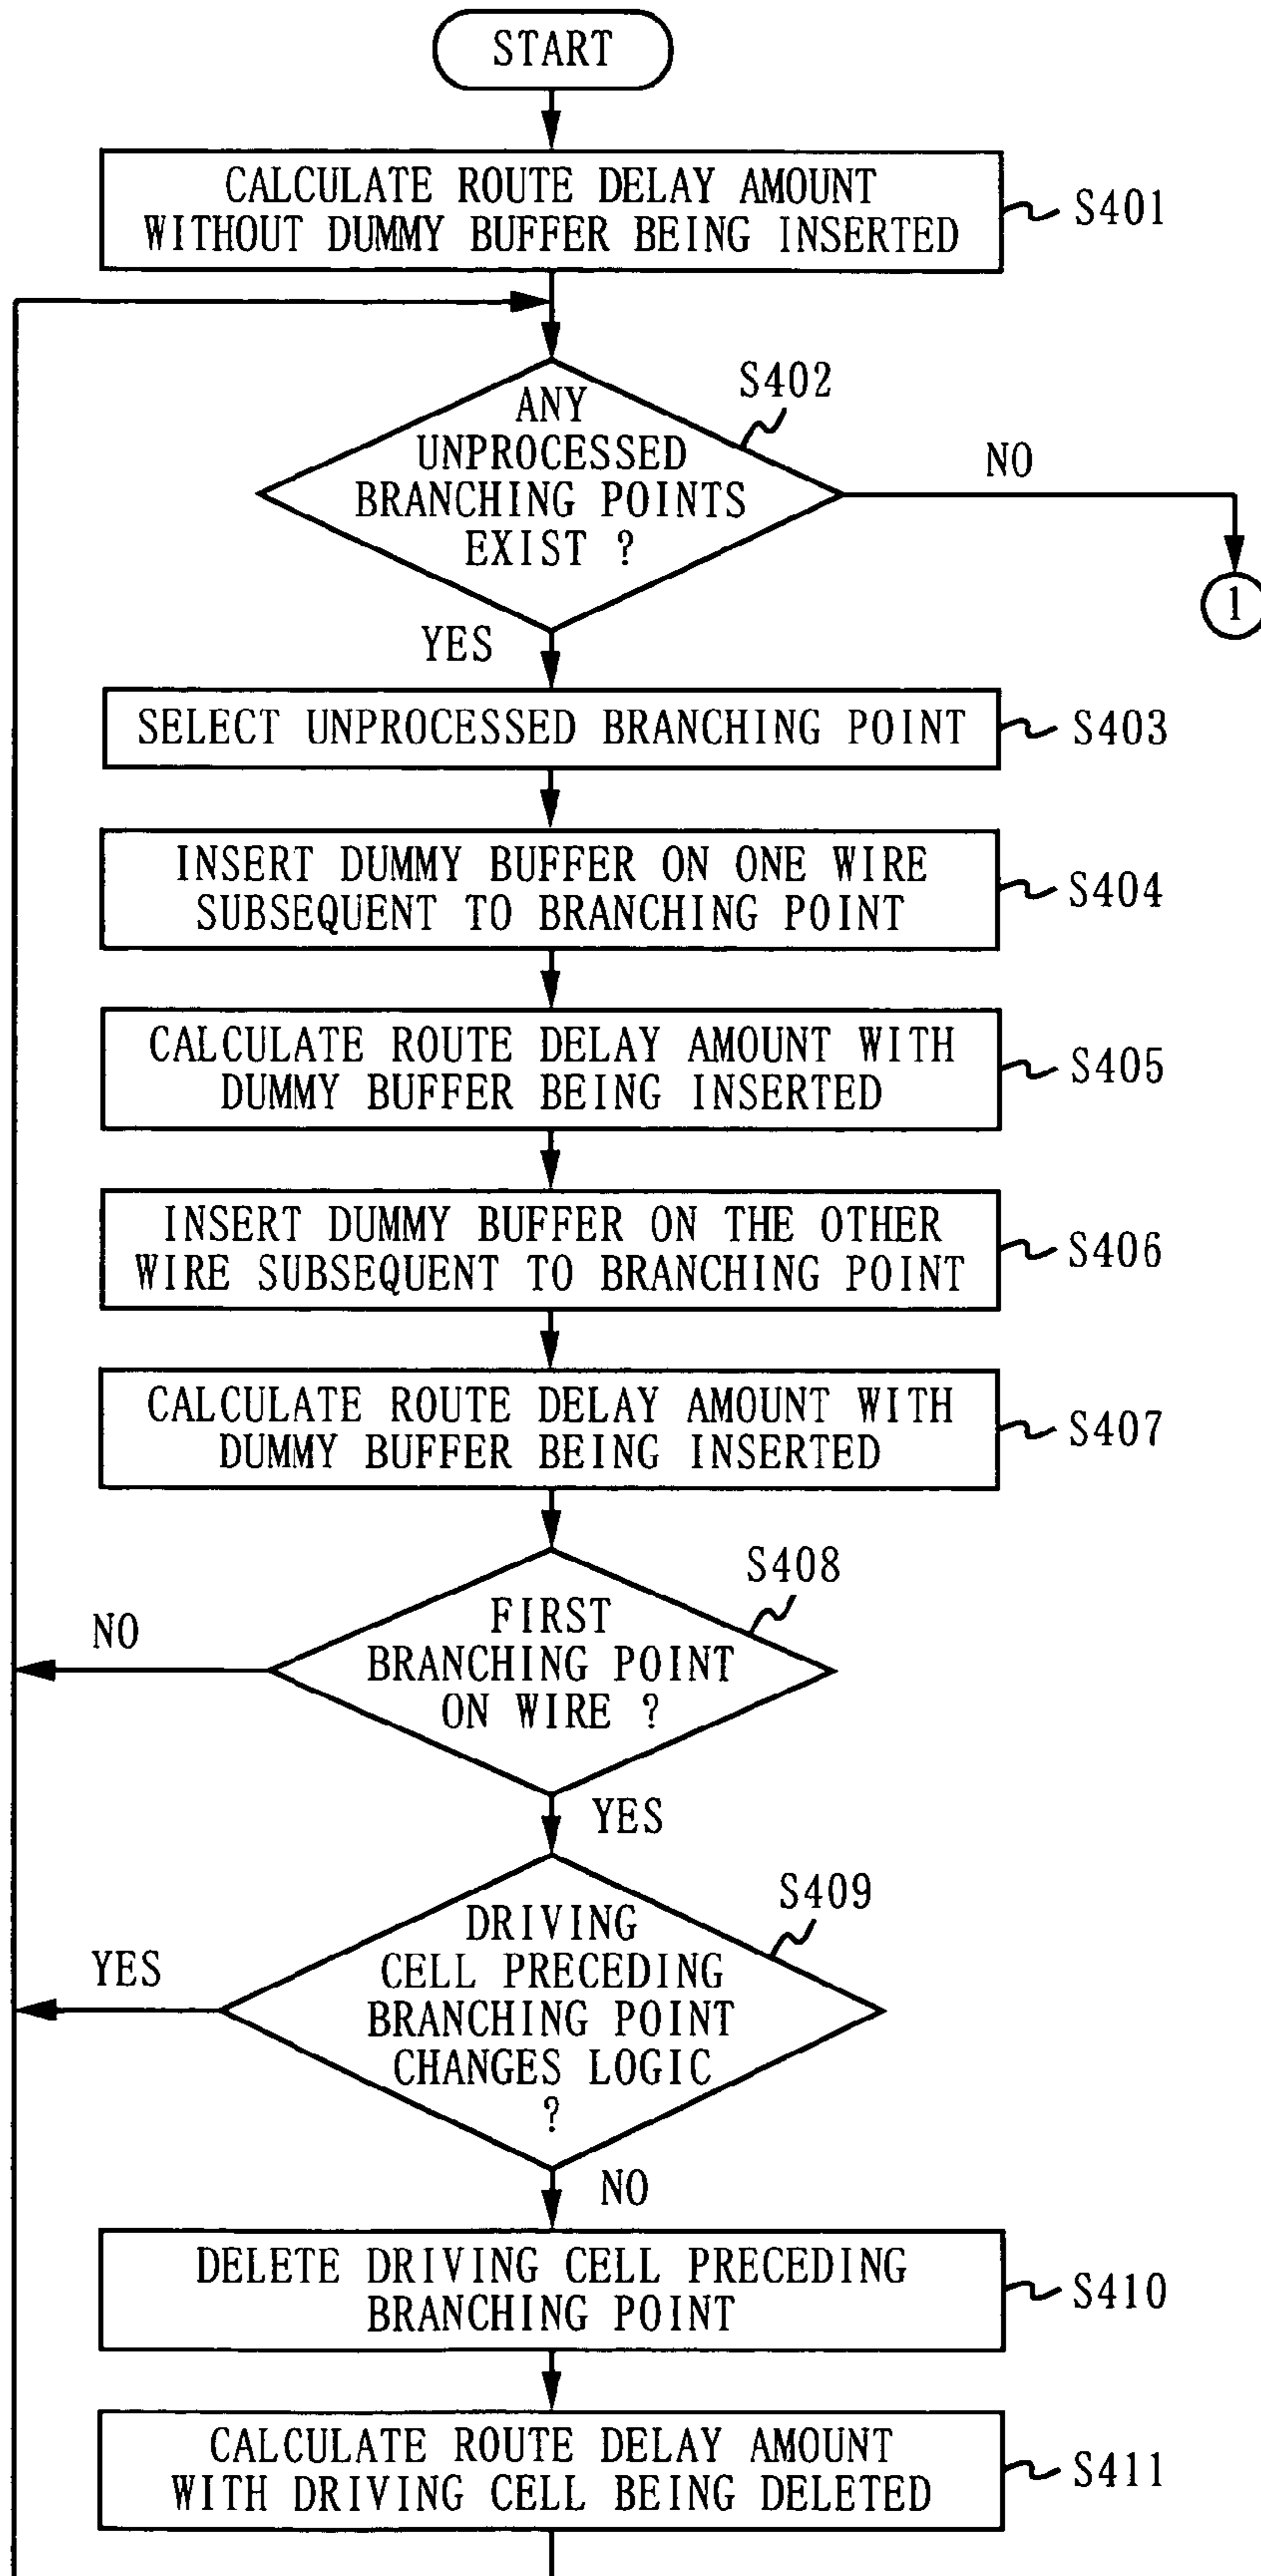 START
CALCULATE ROUTE DELAY AMOUNT
WITHOUT DUMMY BUFFER BEING INSERTED
S401
S402
ANY
UNPROCESSED
BRANCHING POINTS
EXIST ?
NO
1
YES
SELECT UNPROCESSED BRANCHING POINT
S403
INSERT DUMMY BUFFER ON ONE WIRE
SUBSEQUENT TO BRANCHING POINT
S404
CALCULATE ROUTE DELAY AMOUNT WITH
DUMMY BUFFER BEING INSERTED
S405
INSERT DUMMY BUFFER ON THE OTHER
WIRE SUBSEQUENT TO BRANCHING POINT
S406
CALCULATE ROUTE DELAY AMOUNT WITH
DUMMY BUFFER BEING INSERTED
S407
S408
FIRST
BRANCHING POINT
ON WIRE ?
NO
YES
S409
DRIVING
CELL PRECEDING
BRANCHING POINT
CHANGES LOGIC
?
YES
NO
DELETE DRIVING CELL PRECEDING
BRANCHING POINT
S410
CALCULATE ROUTE DELAY AMOUNT
WITH DRIVING CELL BEING DELETED
S411